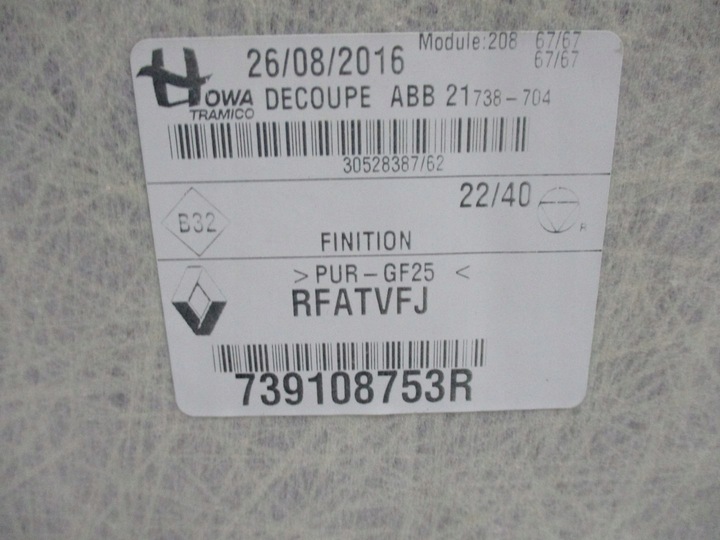 Module:208 67/67
67/67
26/08/2016
HOWA
TRAMICO
DECOUPE ABB 21738-704
30528387/62
22/40
B32
R
FINITION
>PUR-GF25 <
RFATVFJ
739108753R